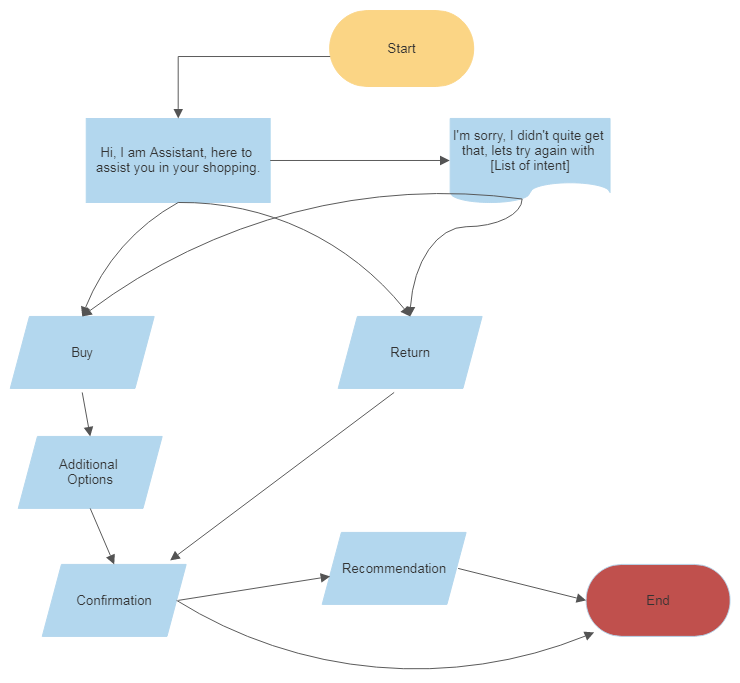 Start
Hi, I am Assistant, here to
assist you in your shopping.
I'm sorry, I didn't quite get
that, lets try again with
[List of intent]
Buy
Return
Additional
Options
Confirmation
Recommendation
End